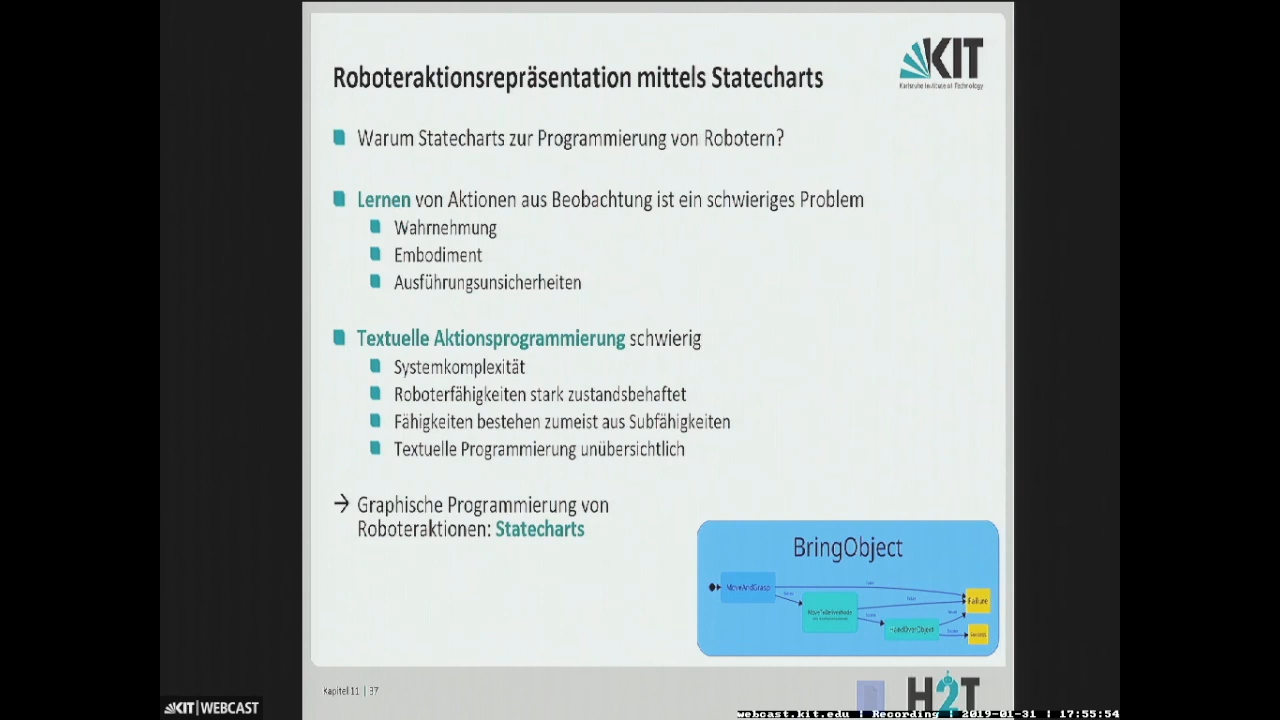 KIT
Karlsruhe Institute of Technology
Roboteraktionsrepräsentation mittels Statecharts
Warum Statecharts zur Programmierung von Robotern?
Lernen von Aktionen aus Beobachtung ist ein schwieriges Problem
Wahrnehmung
Embodiment
Ausführungsunsicherheiten
Textuelle Aktionsprogrammierung schwierig
Systemkomplexität
Roboterfähigkeiten stark zustandsbehaftet
Fähigkeiten bestehen zumeist aus Subfähigkeiten
Textuelle Programmierung unübersichtlich
→ Graphische Programmierung von
Roboteraktionen: Statecharts
BringObject
MoveAndGrasp
Failure
HandOverObject
Success
Kapitel 11 | 37
H2T
KIT | WEBCAST
webcast.kit.edu | Recording | 2019-01-31 | 17:55:54